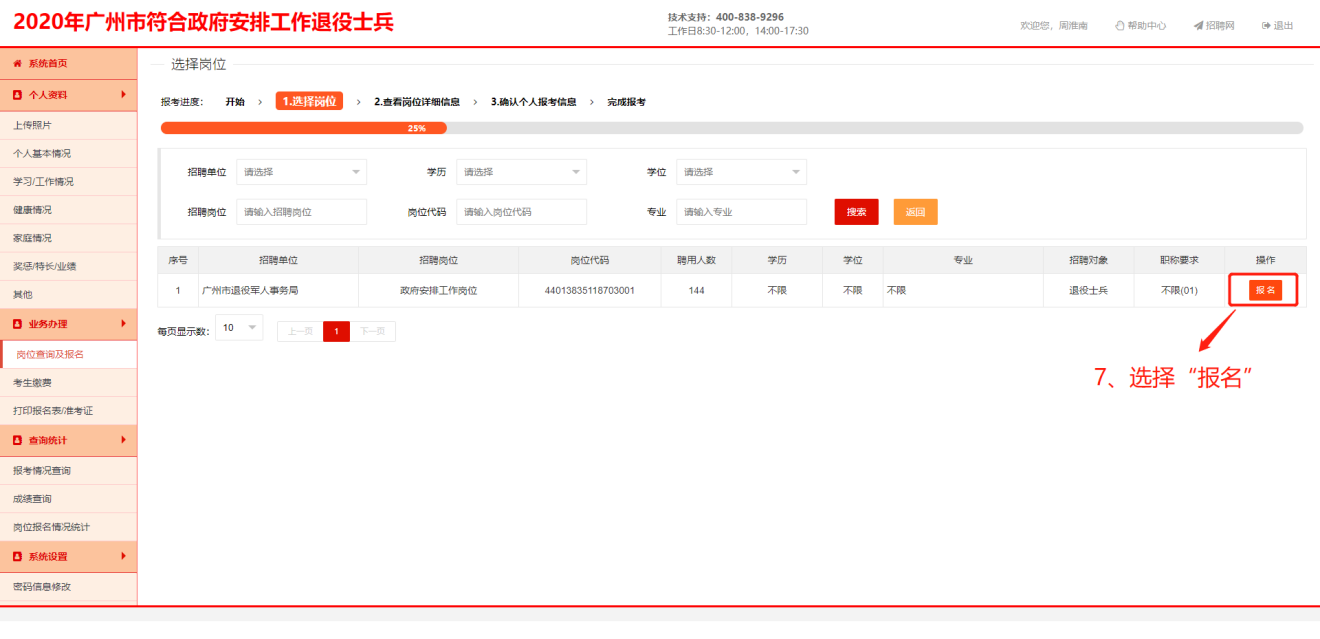 2020年广州市符合政府安排工作退役士兵
技术支持：400-838-9296
工作日8:30-12:00，14:00-17:30
欢迎您，周淮南 帮助中心 招聘网 退出
系统首页
个人资料
上传照片
个人基本情况
学习/工作情况
健康情况
家庭情况
奖惩/特长/业绩
其他
业务办理
岗位查询及报名
考生缴费
打印报名表/准考证
查询统计
报考情况查询
成绩查询
岗位报名情况统计
系统设置
密码信息修改
选择岗位
报考进度： 开始 > 1.选择岗位 > 2.查看岗位详细信息 > 3.确认个人报考信息 > 完成报考
25%
招聘单位 请选择 学历 请选择 学位 请选择
招聘岗位 请输入招聘岗位 岗位代码 请输入岗位代码 专业 请输入专业 搜索 返回
序号 招聘单位 招聘岗位 岗位代码 聘用人数 学历 学位 专业 招聘对象 职称要求 操作
1 广州市退役军人事务局 政府安排工作岗位 44013835118703001 144 不限 不限 不限 退役士兵 不限(01) 报名
每页显示数： 10 上一页 1 下一页
7、选择“报名”